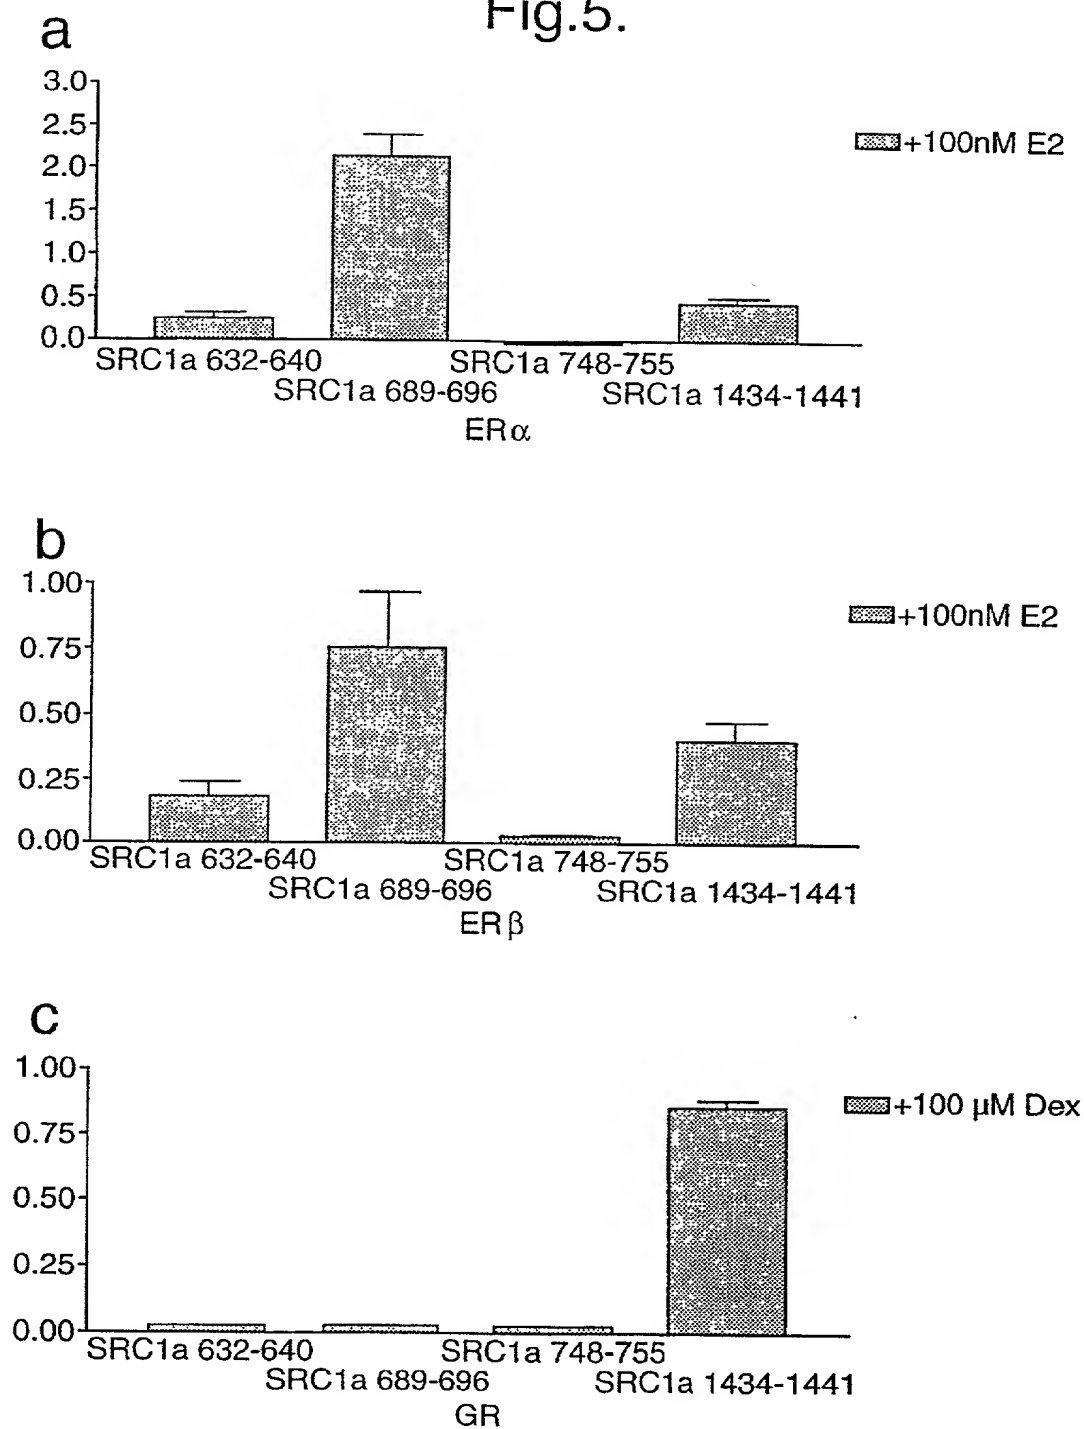 Fig.5.
a
3.0
2.5
2.0
1.5
1.0
0.5
0.0
+100nM E2
SRC1a 632-640
SRC1a 748-755
SRC1a 689-696
SRC1a 1434-1441
ERα
b
1.00
0.75
0.50
0.25
0.00
+100nM E2
SRC1a 632-640
SRC1a 748-755
SRC1a 689-696
SRC1a 1434-1441
ERβ
c
1.00
0.75
0.50
0.25
0.00
+100 µM Dex
SRC1a 632-640
SRC1a 748-755
SRC1a 689-696
SRC1a 1434-1441
GR